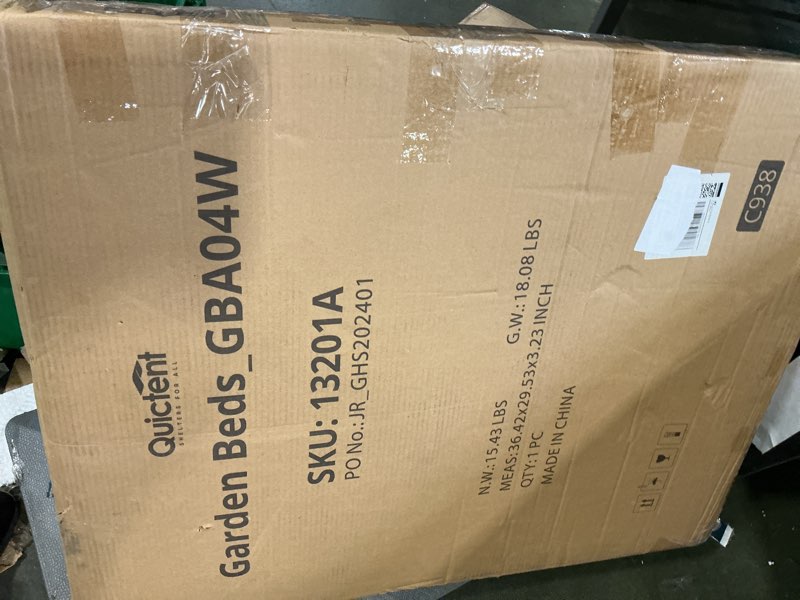 Quictent
SHELTERS FOR ALL
Garden Beds_GBA04W
SKU: 13201A
PO No.:JR_GHS202401
N.W.:15.43 LBS G.W.:18.08 LBS
MEAS:36.42x29.53x3.23 INCH
QTY:1 PC
MADE IN CHINA
C938